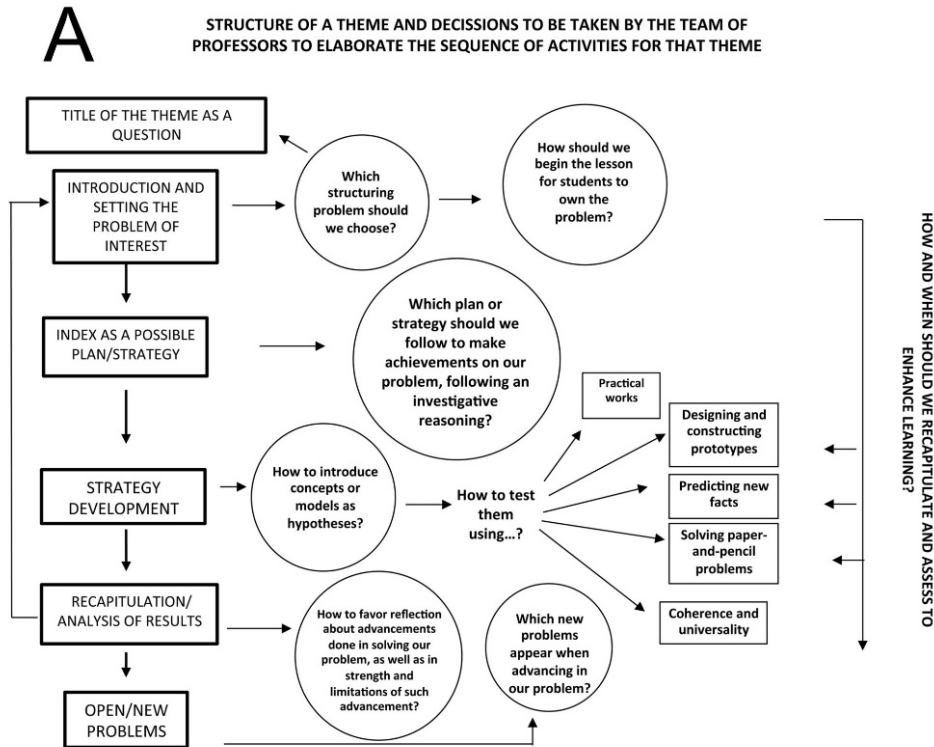 A
STRUCTURE OF A THEME AND DECISSIONS TO BE TAKEN BY THE TEAM OF
PROFESSORS TO ELABORATE THE SEQUENCE OF ACTIVITIES FOR THAT THEME
TITLE OF THE THEME AS A
QUESTION
INTRODUCTION AND
SETTING THE
PROBLEM OF
INTEREST
Which
structuring
problem should
we choose?
How should we
begin the lesson
for students to
own the
problem?
INDEX AS A POSSIBLE
PLAN/STRATEGY
Which plan or
strategy should we
follow to make
achievements on our
problem, following an
investigative
reasoning?
STRATEGY
DEVELOPMENT
How to introduce
concepts or
models as
hypotheses?
How to test
them
using...?
Practical
works
Designing and
constructing
prototypes
Predicting new
facts
Solving paper-
and-pencil
problems
Coherence and
universality
RECAPITULATION/
ANALYSIS OF RESULTS
How to favor reflection
about advancements
done in solving our
problem, as well as in
strength and
limitations of such
advancement?
Which new
problems
appear when
advancing in
our problem?
OPEN/NEW
PROBLEMS
HOW AND WHEN SHOULD WE RECAPITULATE AND ASSESS TO
ENHANCE LEARNING?